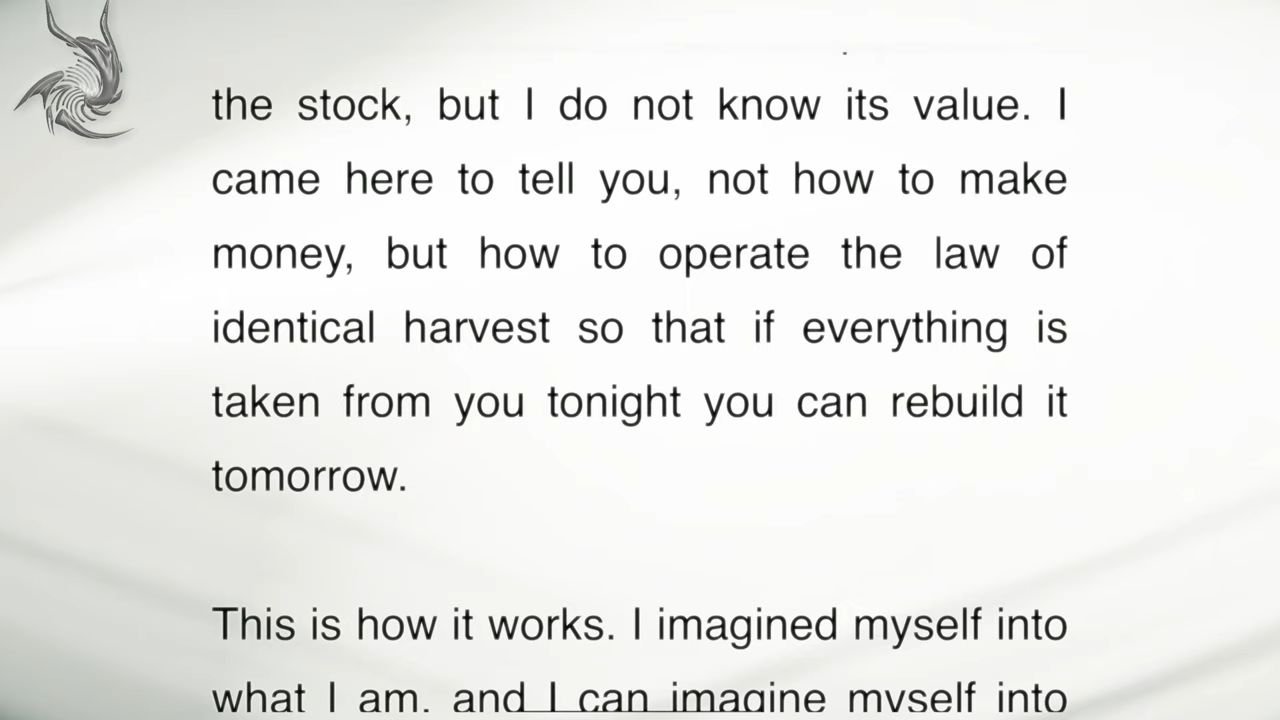 the stock, but I do not know its value. I
came here to tell you, not how to make
money, but how to operate the law of
identical harvest so that if everything is
taken from you tonight you can rebuild it
tomorrow.
This is how it works. I imagined myself into
what I am, and I can imagine myself into